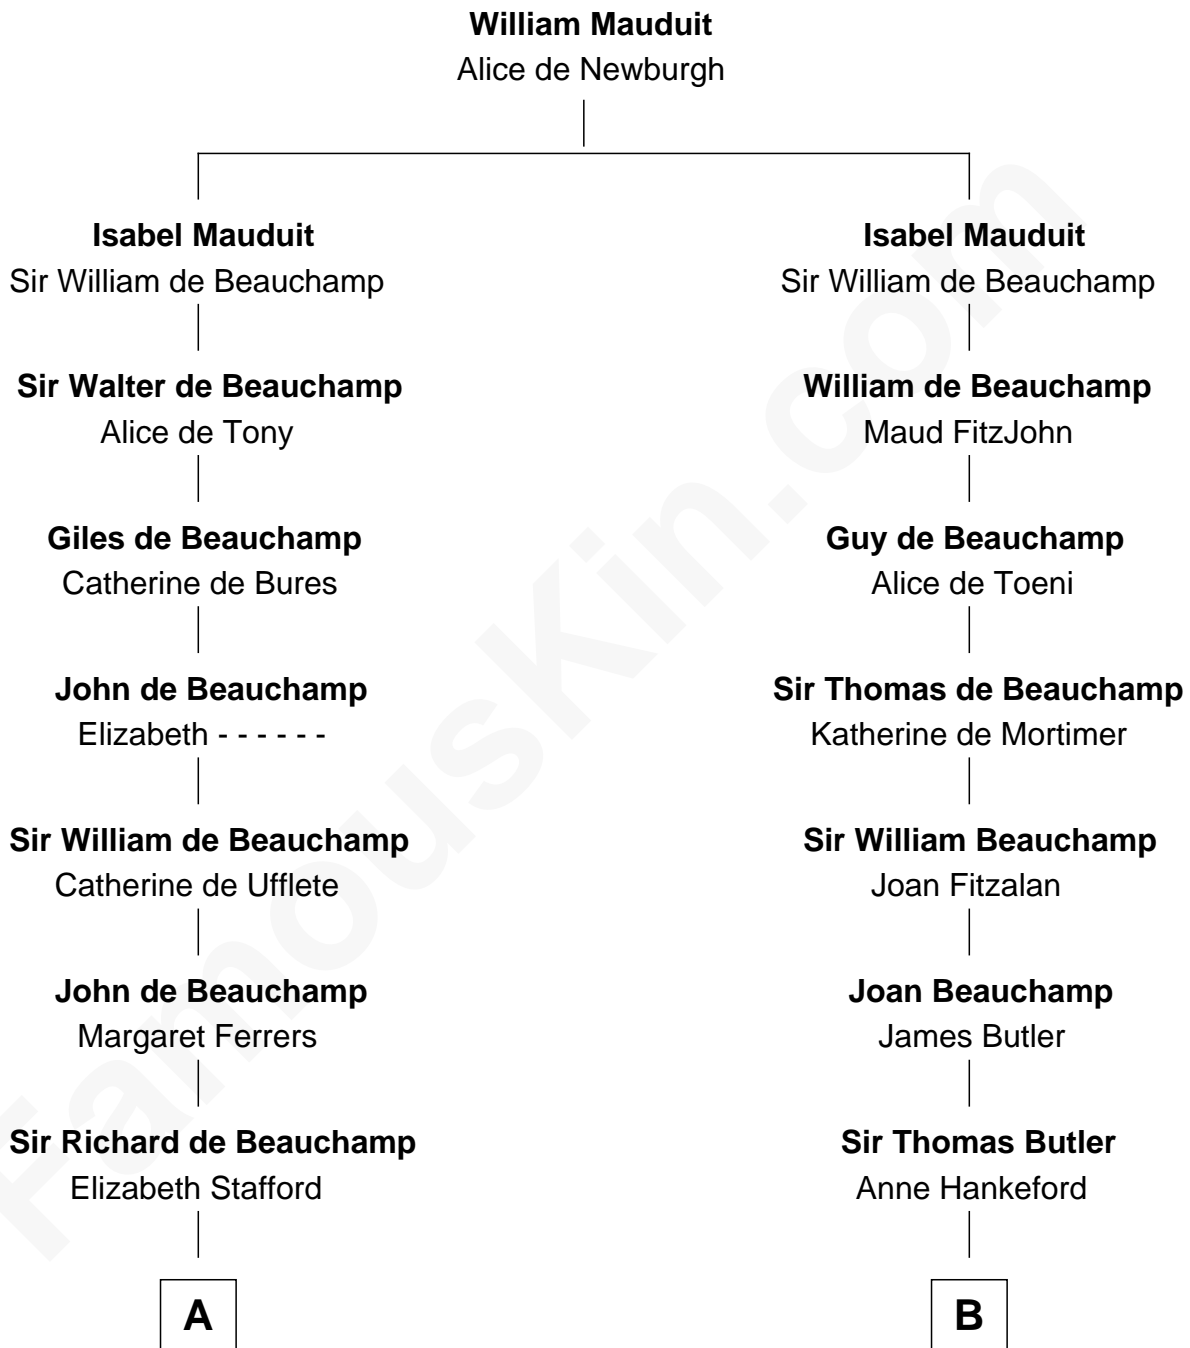 William Mauduit
Alice de Newburgh
Isabel Mauduit
Sir William de Beauchamp
Isabel Mauduit
Sir William de Beauchamp
Sir Walter de Beauchamp
Alice de Tony
William de Beauchamp
Maud FitzJohn
Giles de Beauchamp
Catherine de Bures
Guy de Beauchamp
Alice de Toeni
John de Beauchamp
Elizabeth - - - - - -
Sir Thomas de Beauchamp
Katherine de Mortimer
Sir William de Beauchamp
Catherine de Ufflete
Sir William Beauchamp
Joan Fitzalan
John de Beauchamp
Margaret Ferrers
Joan Beauchamp
James Butler
Sir Richard de Beauchamp
Elizabeth Stafford
Sir Thomas Butler
Anne Hankeford
A
B
FamousKin.com